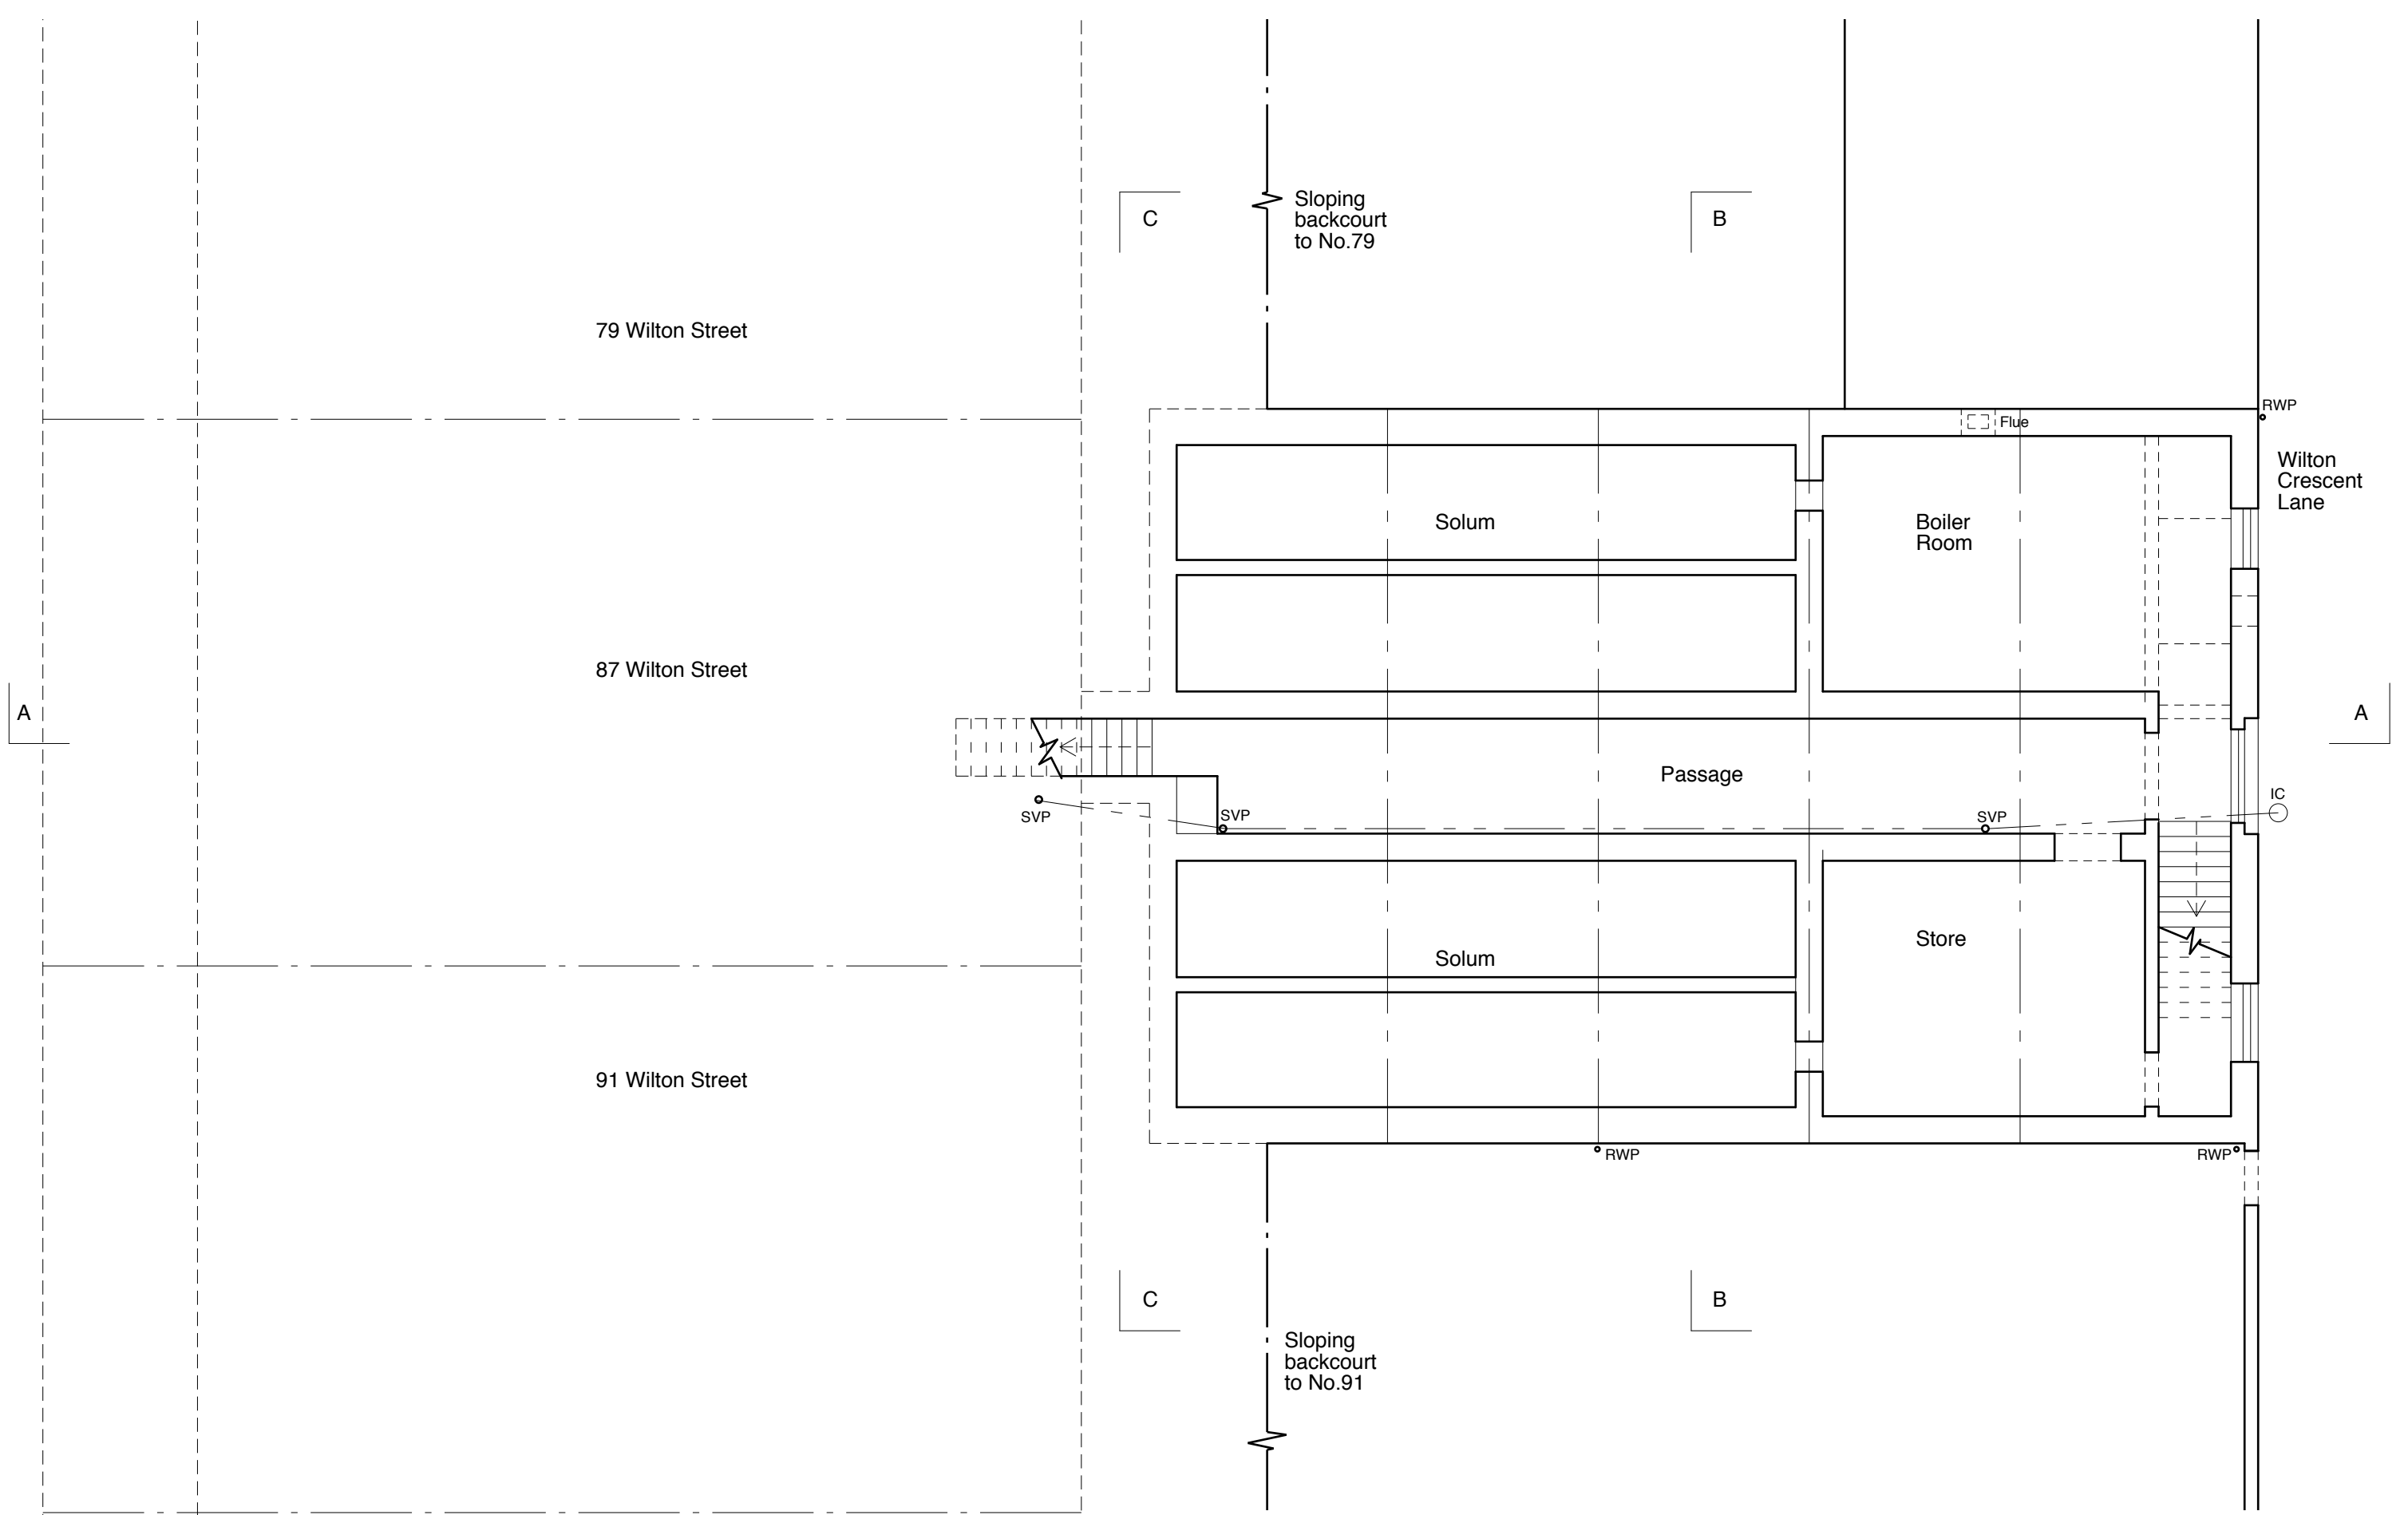 C
Sloping
backcourt
to No.79
B
79 Wilton Street
RWP
Flue
Wilton
Crescent
Lane
Solum
Boiler
Room
87 Wilton Street
A
A
Passage
IC
SVP
SVP
SVP
Store
Solum
91 Wilton Street
RWP
RWP
C
B
Sloping
backcourt
to No.91